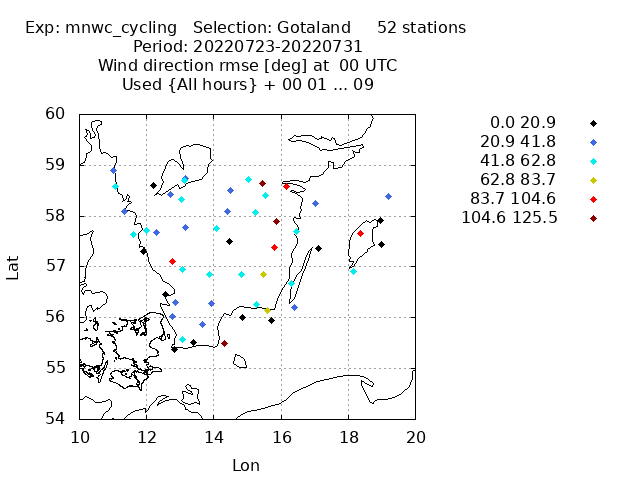 Exp: mnwc_cycling   Selection: Gotaland     52 stations
Period: 20220723-20220731
Wind direction rmse [deg] at  00 UTC
Used {All hours} + 00 01 ... 09
60
59
58
57
56
55
54
10 12 14 16 18 20
Lat
Lon
0.0 20.9
20.9 41.8
41.8 62.8
62.8 83.7
83.7 104.6
104.6 125.5